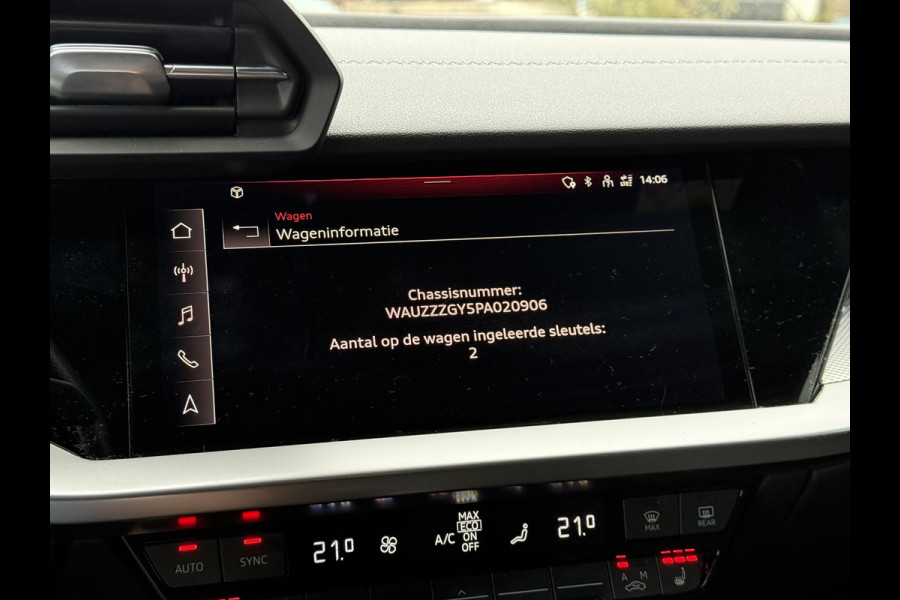 14:06
Wagen
Wageninformatie
Chassisnummer:
WAUZZZGY5PA020906
Aantal op de wagen ingeleerde sleutels:
2
AUTO
SYNC
21.0
A/C
MAX
ECO
ON
OFF
21.0
MAX
REAR
A M